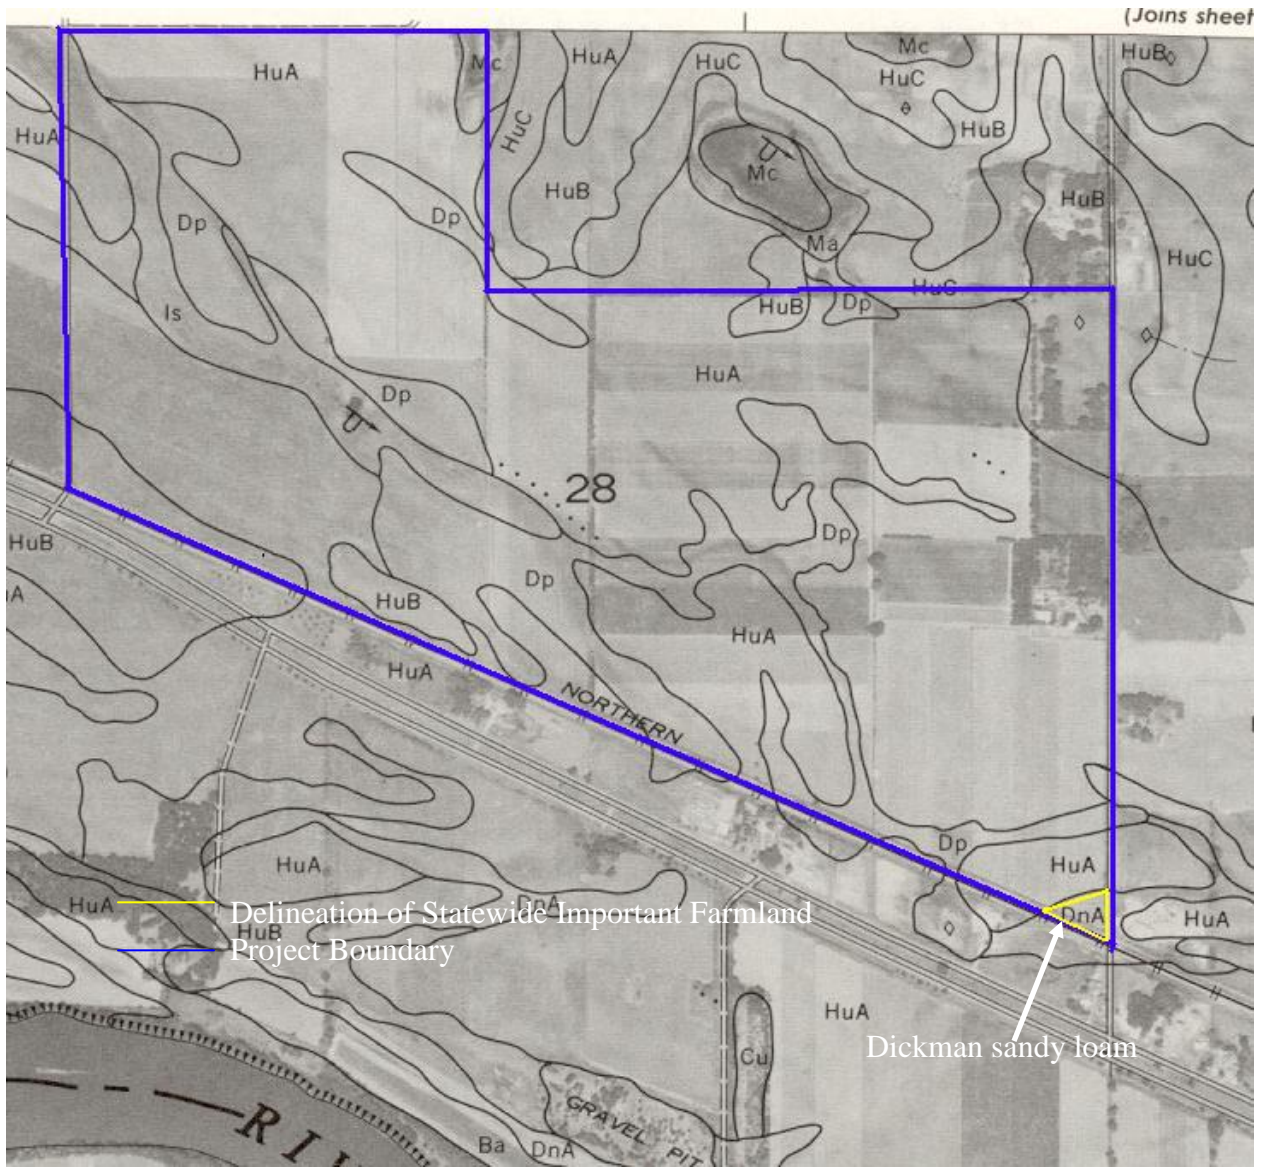 (Joins sheet
HuA
Mc
HuA
HuC
Mc
HuC
HuB
HuA
HuC
HuB
Mc
HuB
HuB
Dp
Dp
Ma
HuC
Is
HuB
Dp
HuC
HuA
Dp
28
Dp
HuB
Dp
HuB
HuA
HuA
NORTHERN
Dp
HuA
HuA
HuA
DnA
DnA
HuA
Delineation of Statewide Important Farmland
HuB
Project Boundary
HuA
Dickman sandy loam
Cu
GRAVEL PIT
Ba
DnA